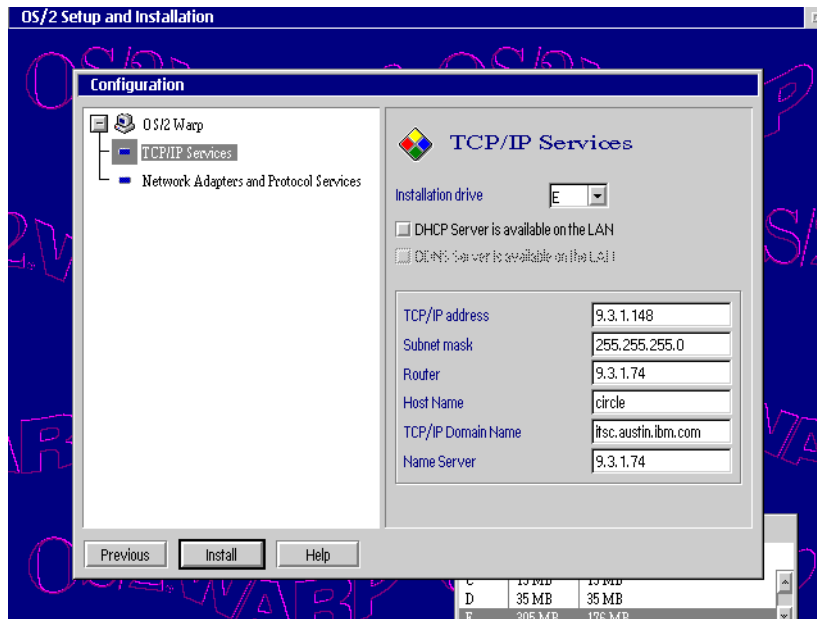 OS/2 Setup and Installation
Configuration
OS/2 Warp
TCP/IP Services
Network Adapters and Protocol Services
TCP/IP Services
Installation drive E
DHCP Server is available on the LAN
DDNS Server is available on the LAN
TCP/IP address 9.3.1.148
Subnet mask 255.255.255.0
Router 9.3.1.74
Host Name circle
TCP/IP Domain Name itsc.austin.ibm.com
Name Server 9.3.1.74
Previous Install Help
D 35 MB 35 MB
E 305 MB 176 MB